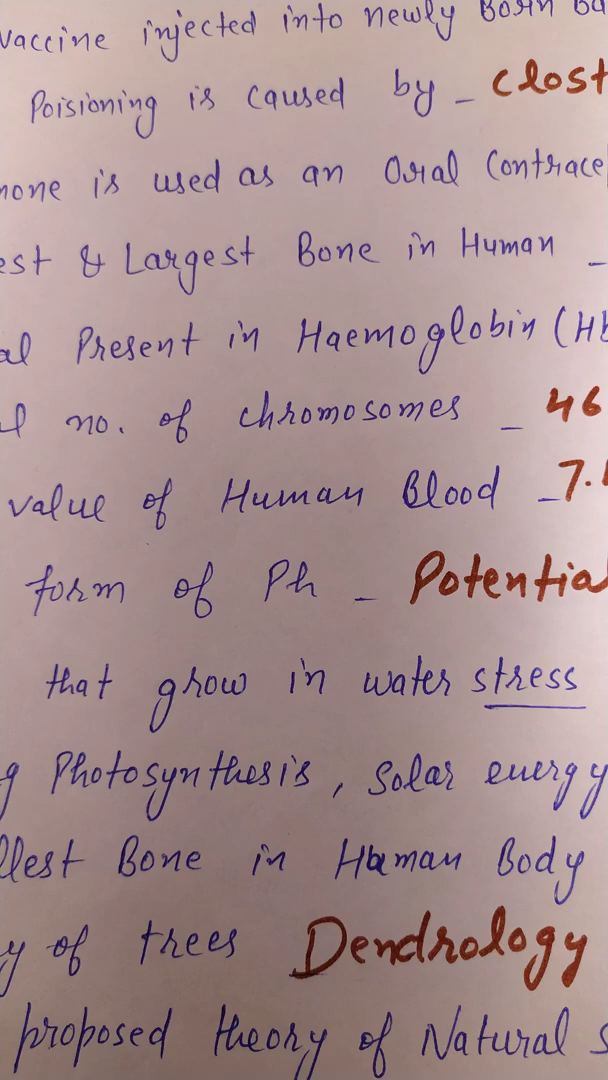 vaccine injected into newly Born Ba
Poisioning is caused by - Clost
mone is used as an Oral Contrace
est & Largest Bone in Human -
al Present in Haemoglobin (Hb
l no. of chromosomes - 46
value of Human Blood - 7.
form of Ph - Potentia
that grow in water stress
g Photosynthesis, Solar energy
llest Bone in Human Body
y of trees Dendrology
proposed theory of Natural s